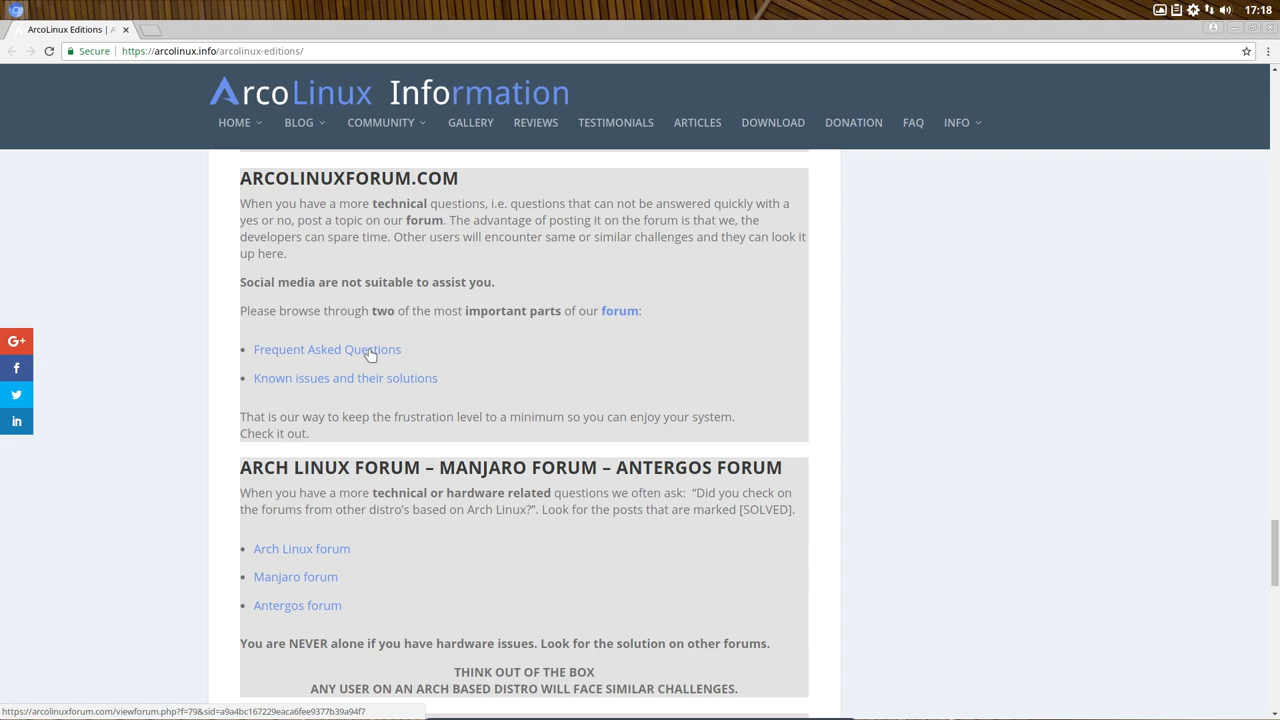 17:18
ArcoLinux Editions | A
Secure https://arcolinux.info/arcolinux-editions/
ArcoLinux Information
HOME BLOG COMMUNITY GALLERY REVIEWS TESTIMONIALS ARTICLES DOWNLOAD DONATION FAQ INFO
ARCOLINUXFORUM.COM
When you have a more technical questions, i.e. questions that can not be answered quickly with a
yes or no, post a topic on our forum. The advantage of posting it on the forum is that we, the
developers can spare time. Other users will encounter same or similar challenges and they can look it
up here.
Social media are not suitable to assist you.
Please browse through two of the most important parts of our forum:
G+
• Frequent Asked Questions
f
• Known issues and their solutions
in
That is our way to keep the frustration level to a minimum so you can enjoy your system.
Check it out.
ARCH LINUX FORUM – MANJARO FORUM – ANTERGOS FORUM
When you have a more technical or hardware related questions we often ask: “Did you check on
the forums from other distro’s based on Arch Linux?”. Look for the posts that are marked [SOLVED].
• Arch Linux forum
• Manjaro forum
• Antergos forum
You are NEVER alone if you have hardware issues. Look for the solution on other forums.
THINK OUT OF THE BOX
ANY USER ON AN ARCH BASED DISTRO WILL FACE SIMILAR CHALLENGES.
https://arcolinuxforum.com/viewforum.php?f=79&sid=a9a4bc167229eaca6fee9377b39a94f7